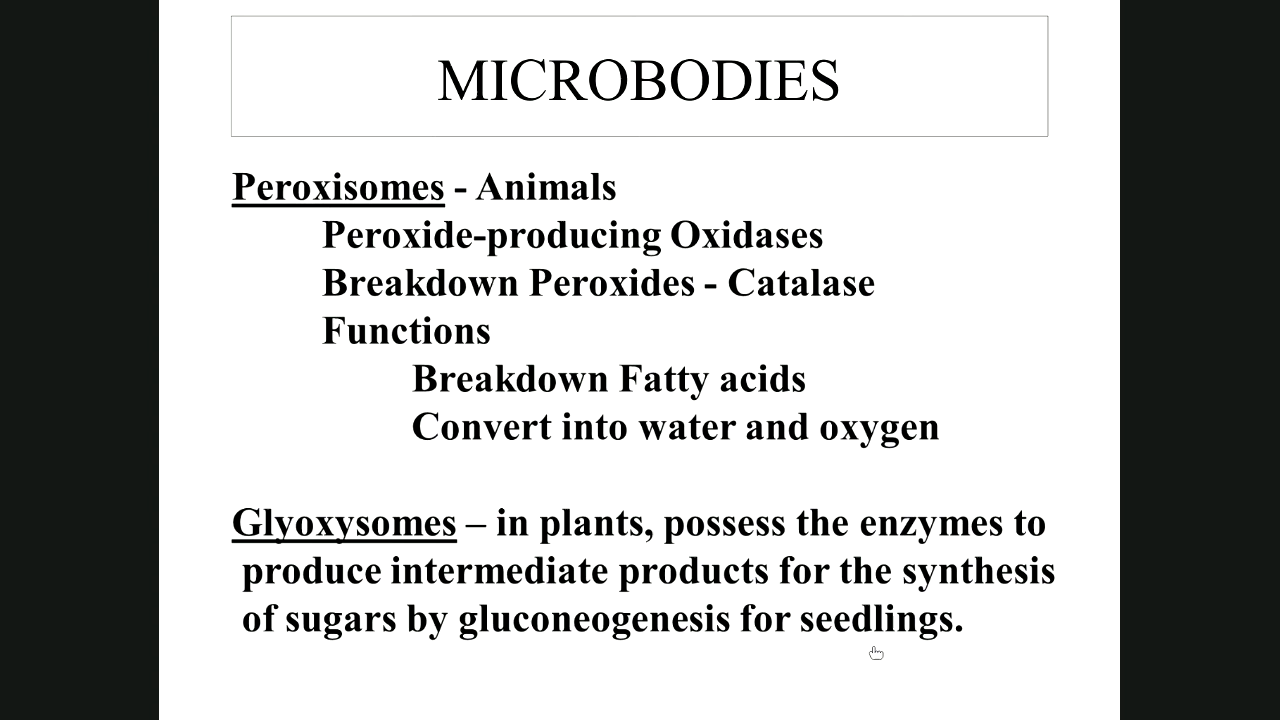 MICROBODIES
Peroxisomes - Animals
Peroxide-producing Oxidases
Breakdown Peroxides - Catalase
Functions
Breakdown Fatty acids
Convert into water and oxygen
Glyoxysomes – in plants, possess the enzymes to
produce intermediate products for the synthesis
of sugars by gluconeogenesis for seedlings.